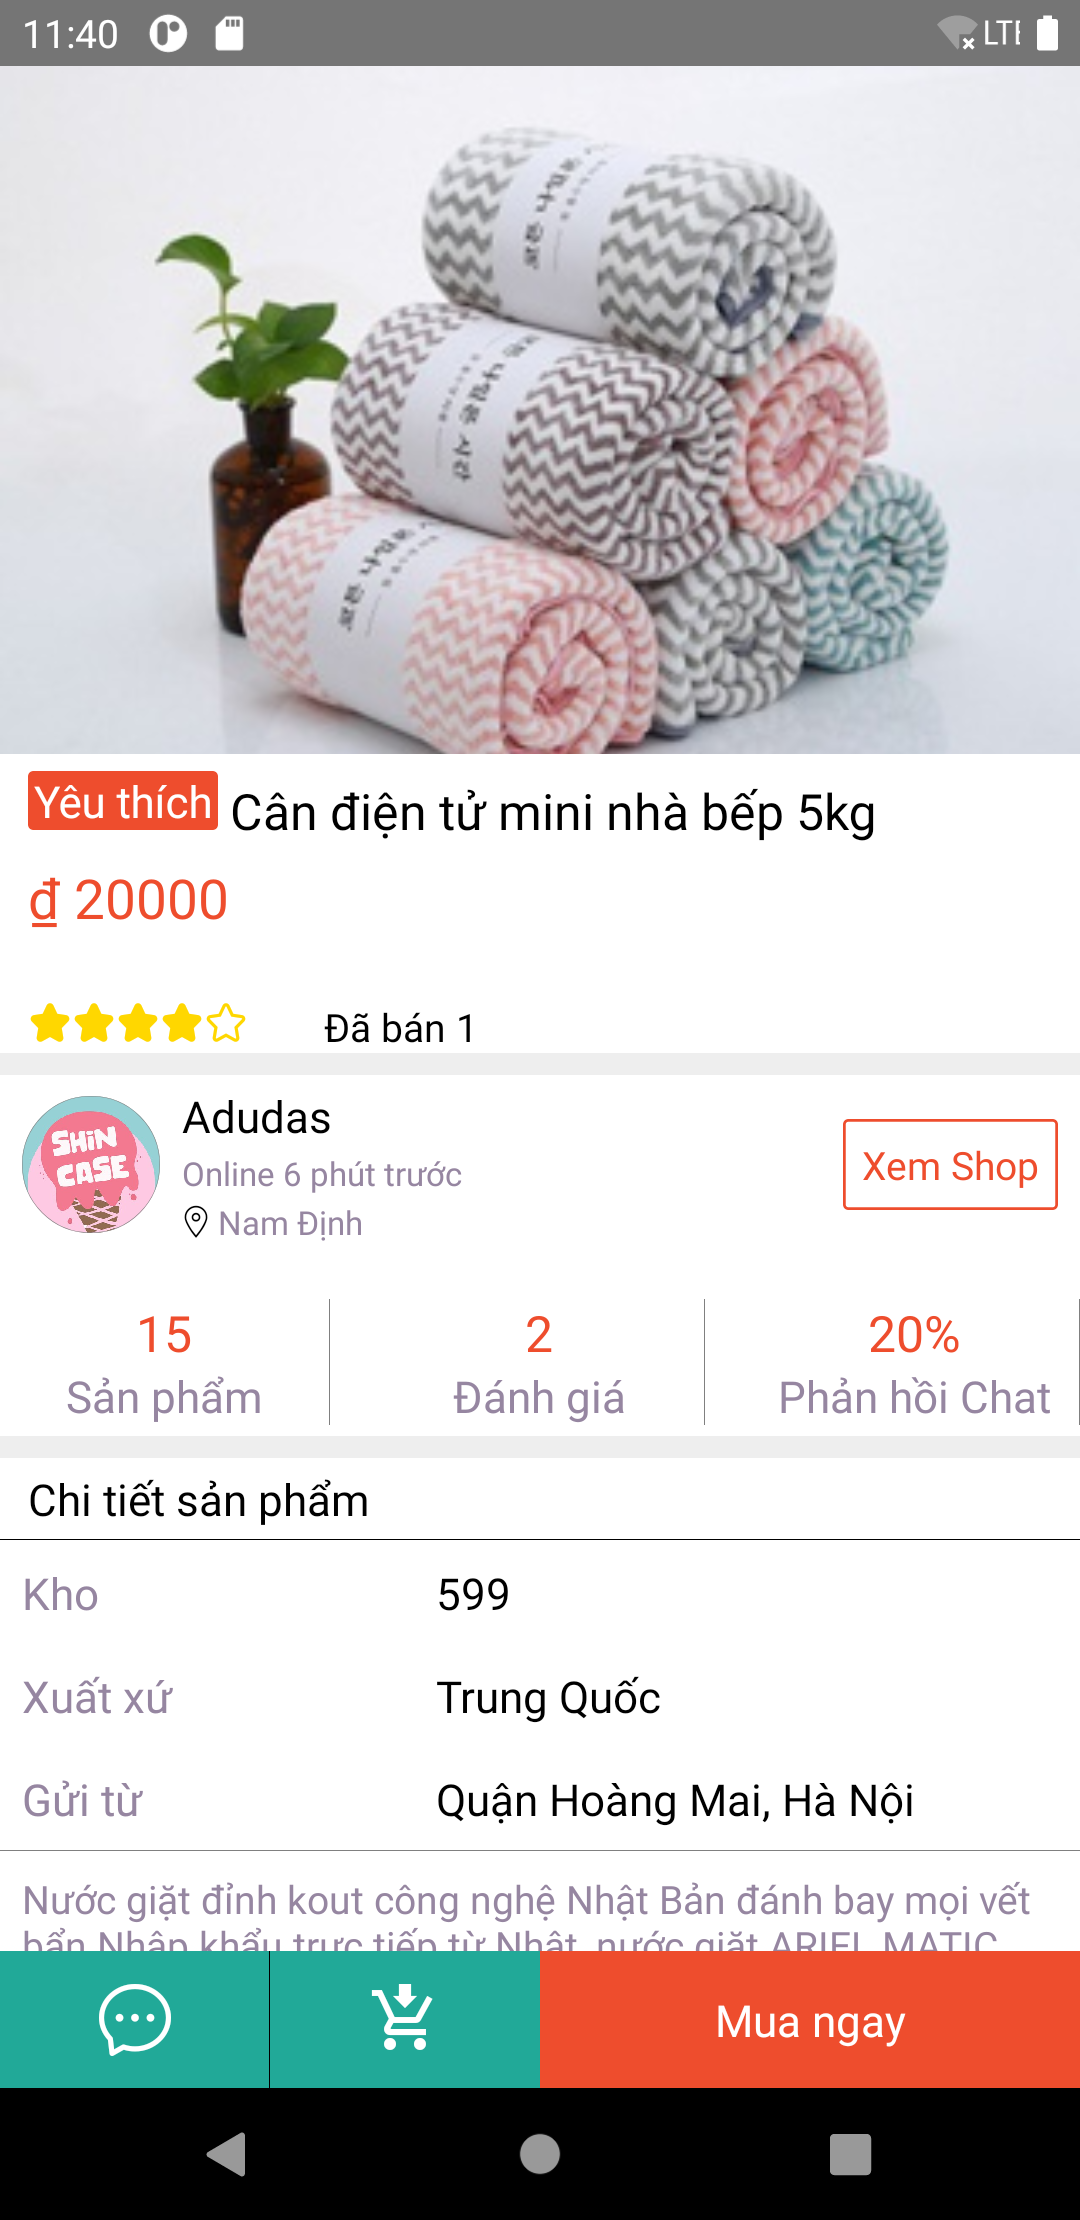 11:40
LTE
Yêu thích Cân điện tử mini nhà bếp 5kg
₫ 20000
Đã bán 1
SHiN
CASE
Adudas
Online 6 phút trước
Nam Định
Xem Shop
15
Sản phẩm
2
Đánh giá
20%
Phản hồi Chat
Chi tiết sản phẩm
Kho 599
Xuất xứ Trung Quốc
Gửi từ Quận Hoàng Mai, Hà Nội
Nước giặt đỉnh kout công nghệ Nhật Bản đánh bay mọi vết
bẩn Nhập khẩu trực tiếp từ Nhật, nước giặt ARIEL MATIC
Mua ngay